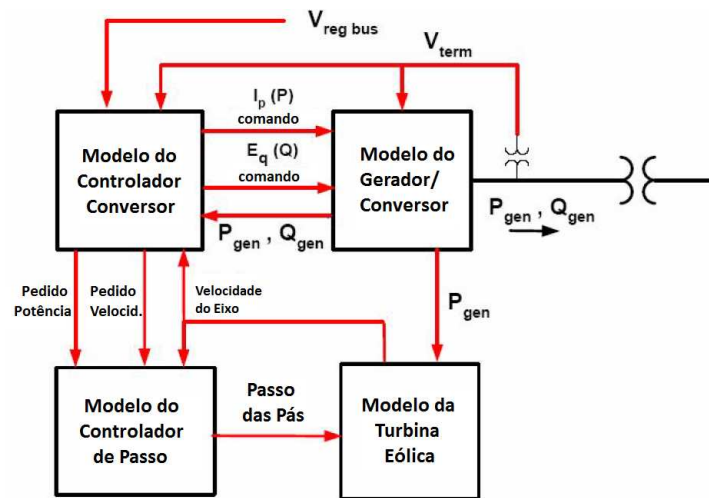 V reg bus
V term
I p (P)
comando
E q (Q)
comando
Modelo do
Controlador
Conversor
Modelo do
Gerador/
Conversor
P gen , Q gen
P gen , Q gen
Pedido
Potência
Pedido
Velocid.
Velocidade
do Eixo
P gen
Modelo do
Controlador
de Passo
Passo
das Pás
Modelo da
Turbina
Eólica